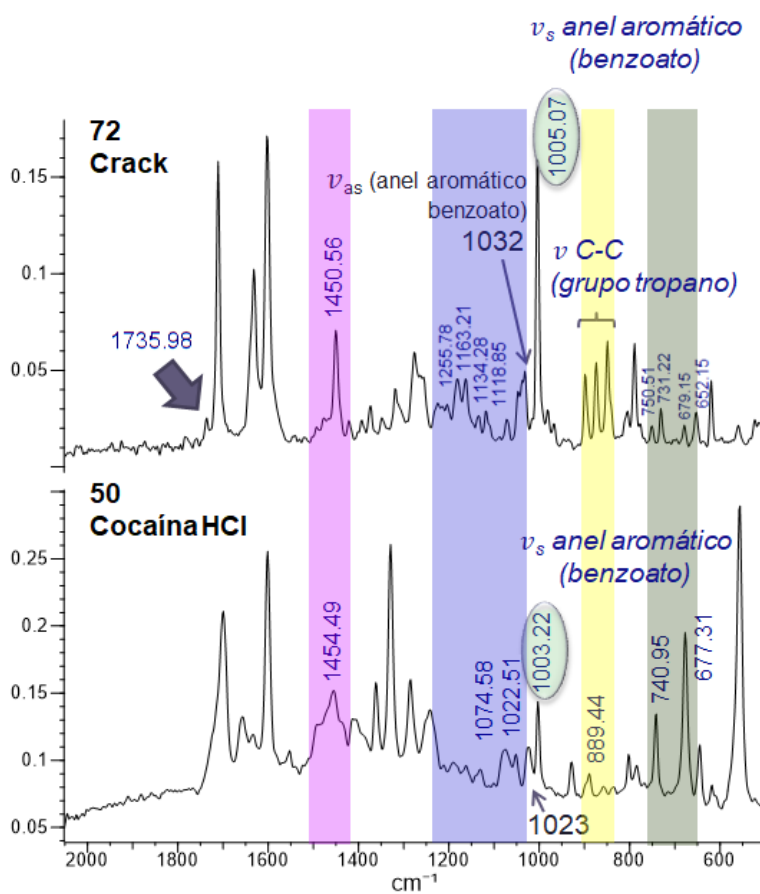 𝜈s anel aromático
(benzoato)
72
Crack
1005.07
𝜈as (anel aromático
benzoato)
1032
𝜈 C-C
(grupo tropano)
1735.98
1450.56
1255.78
1163.21
1134.28
1118.85
750.51
731.22
679.15
652.15
0.15
0.1
0.05
50
Cocaína HCl
𝜈s anel aromático
(benzoato)
1454.49
1074.58
1022.51
1003.22
889.44
740.95
677.31
1023
0.25
0.2
0.15
0.1
0.05
2000 1800 1600 1400 1200 1000 800 600
cm⁻¹